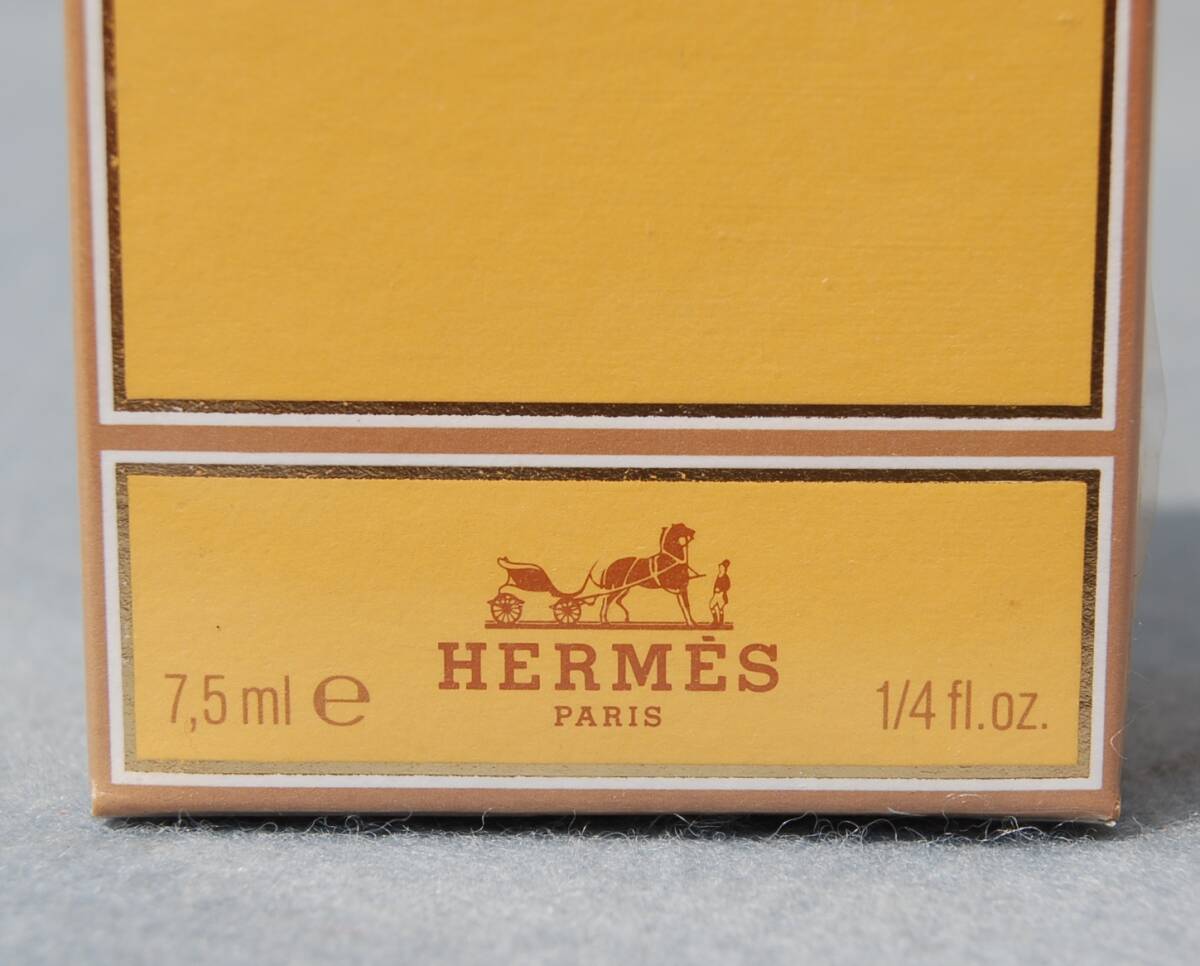 HERMÈS
PARIS
7,5 ml ℮
1/4 fl.oz.